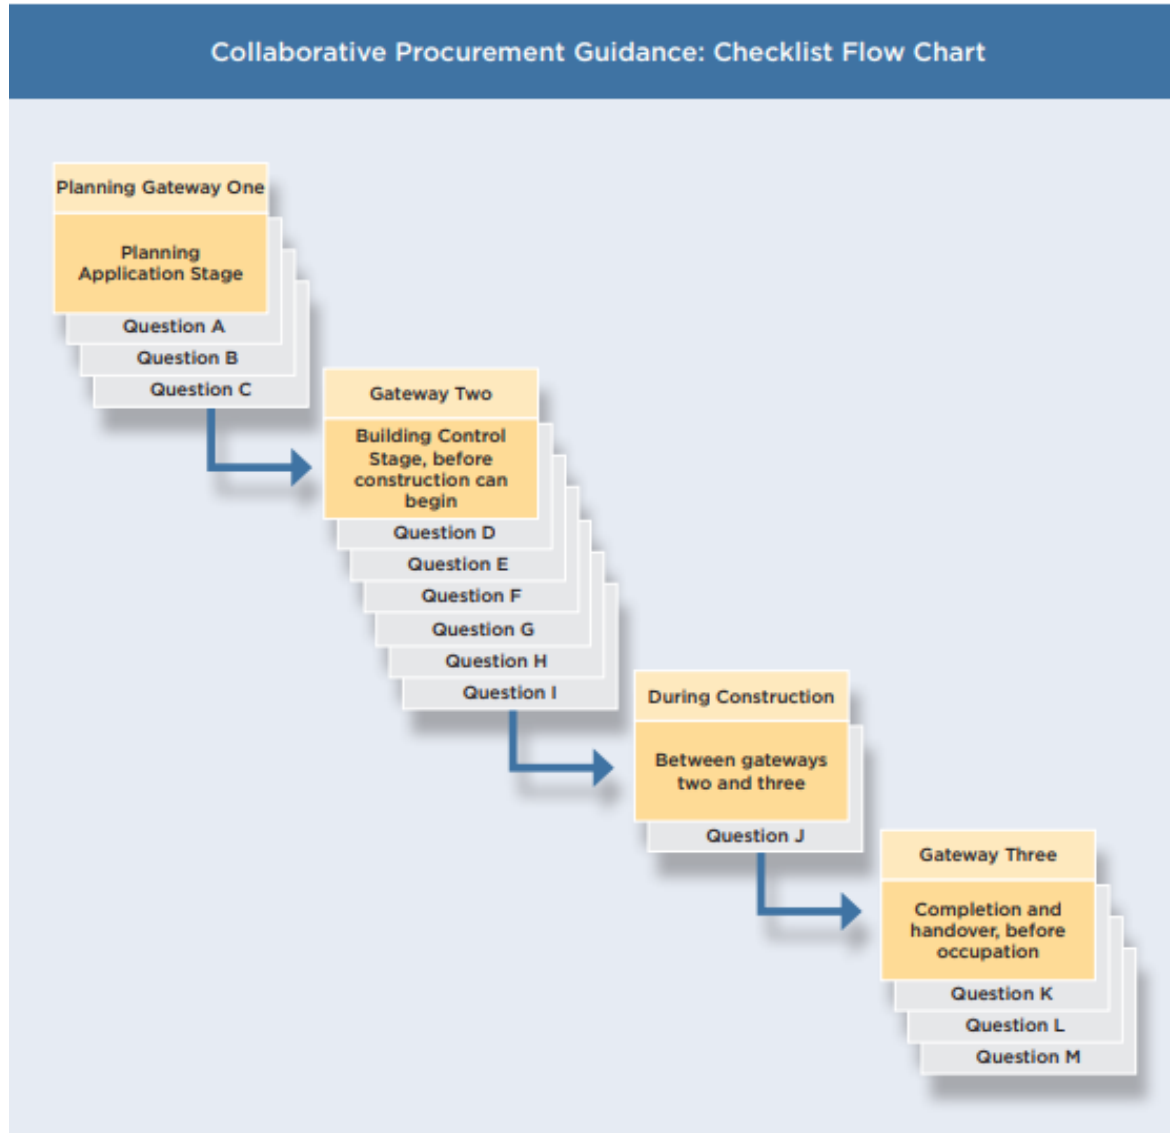 Collaborative Procurement Guidance: Checklist Flow Chart
Planning Gateway One
Planning
Application Stage
Question A
Question B
Question C
Gateway Two
Building Control
Stage, before
construction can
begin
Question D
Question E
Question F
Question G
Question H
Question I
During Construction
Between gateways
two and three
Question J
Gateway Three
Completion and
handover, before
occupation
Question K
Question L
Question M